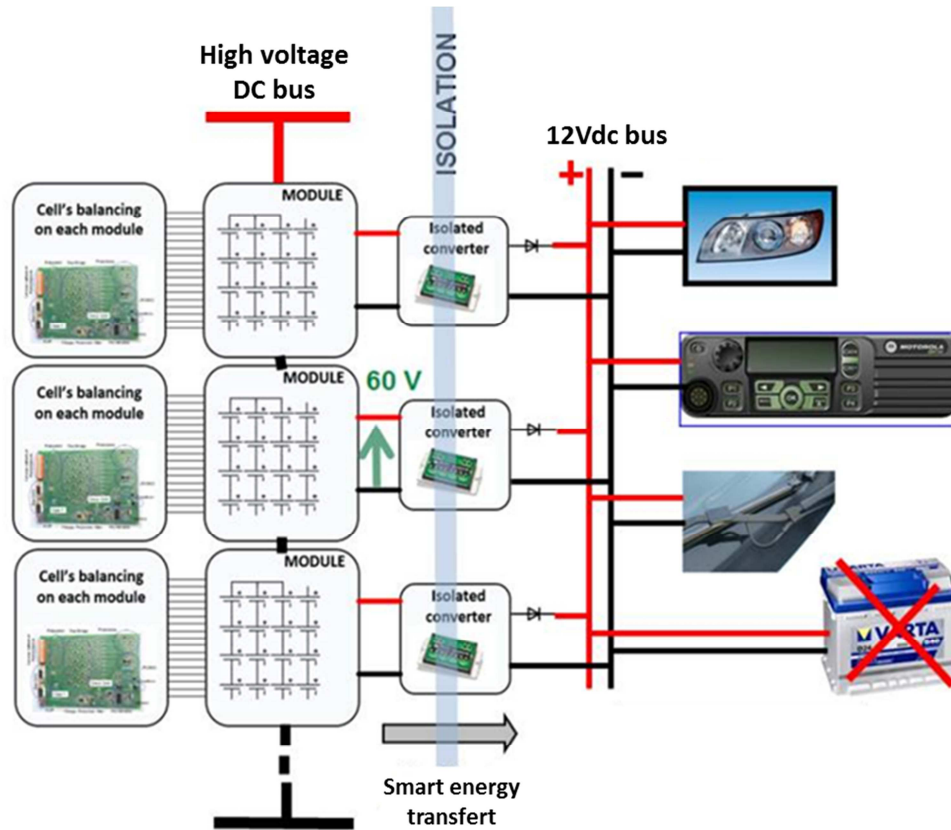 High voltage
DC bus
ISOLATION
12Vdc bus
+
−
MODULE
Cell's balancing
on each module
Isolated
converter
MOTOROLA
MODULE
60 V
Cell's balancing
on each module
Isolated
converter
MODULE
Cell's balancing
on each module
Isolated
converter
VARTA
Smart energy
transfert